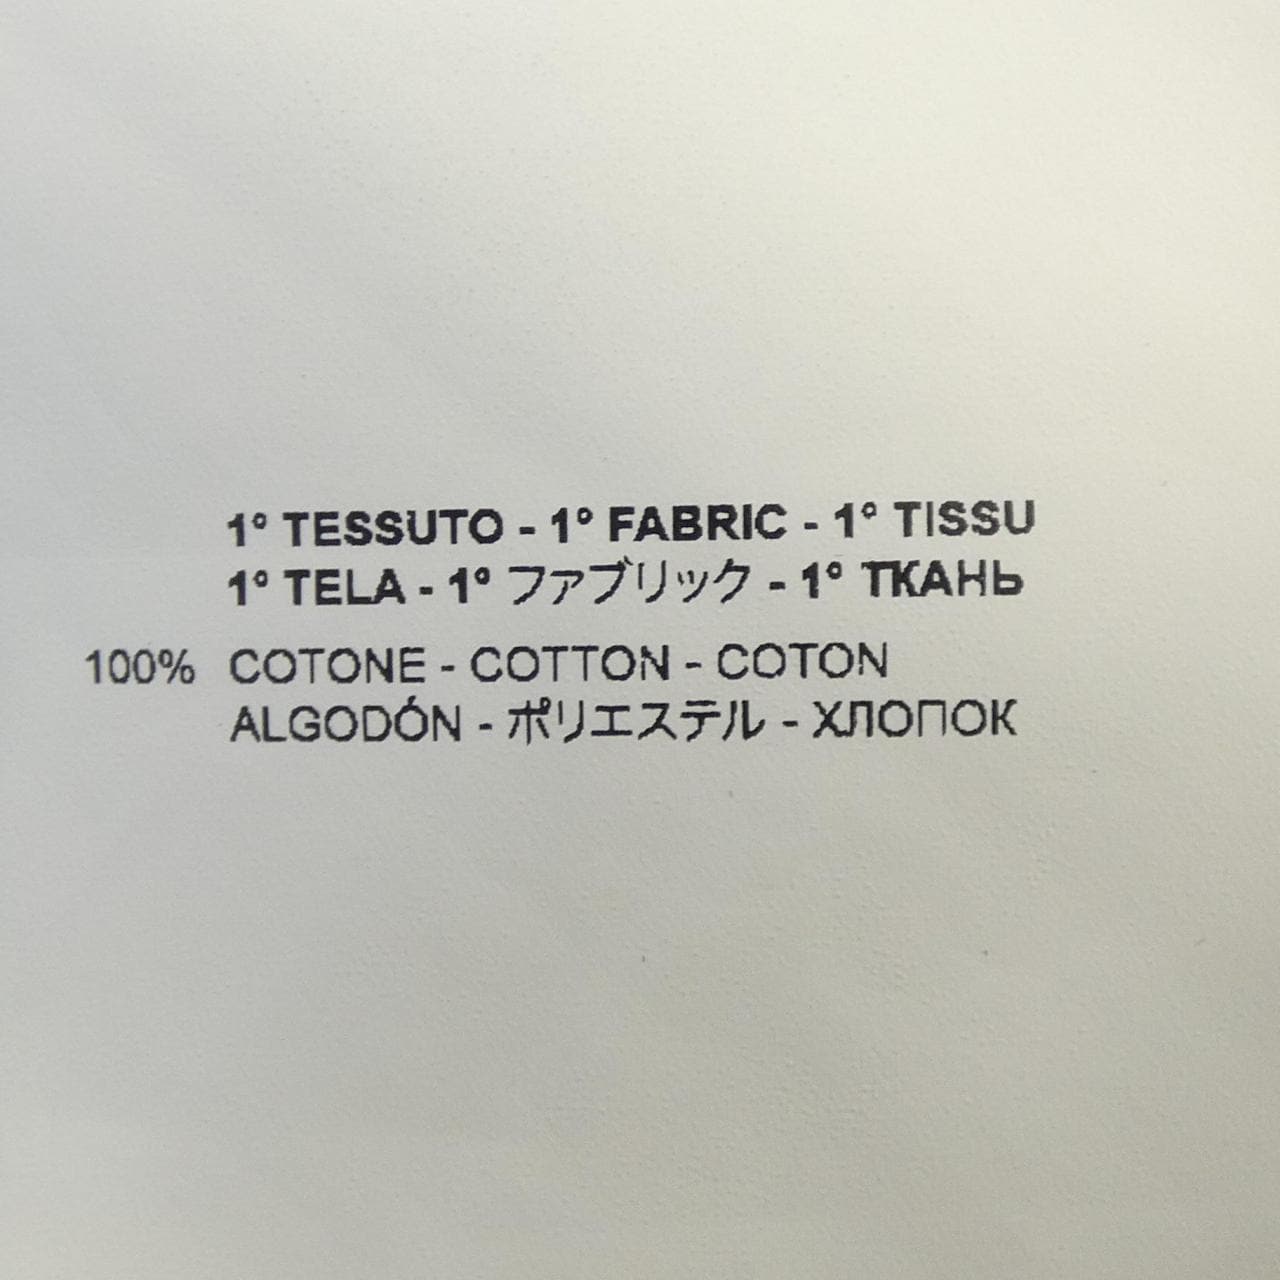 1° TESSUTO - 1° FABRIC - 1° TISSU
1° TELA - 1° ファブリック - 1° ТКАНЬ
100% COTONE - COTTON - COTON
ALGODÓN - ポリエステル - ХЛОПОК